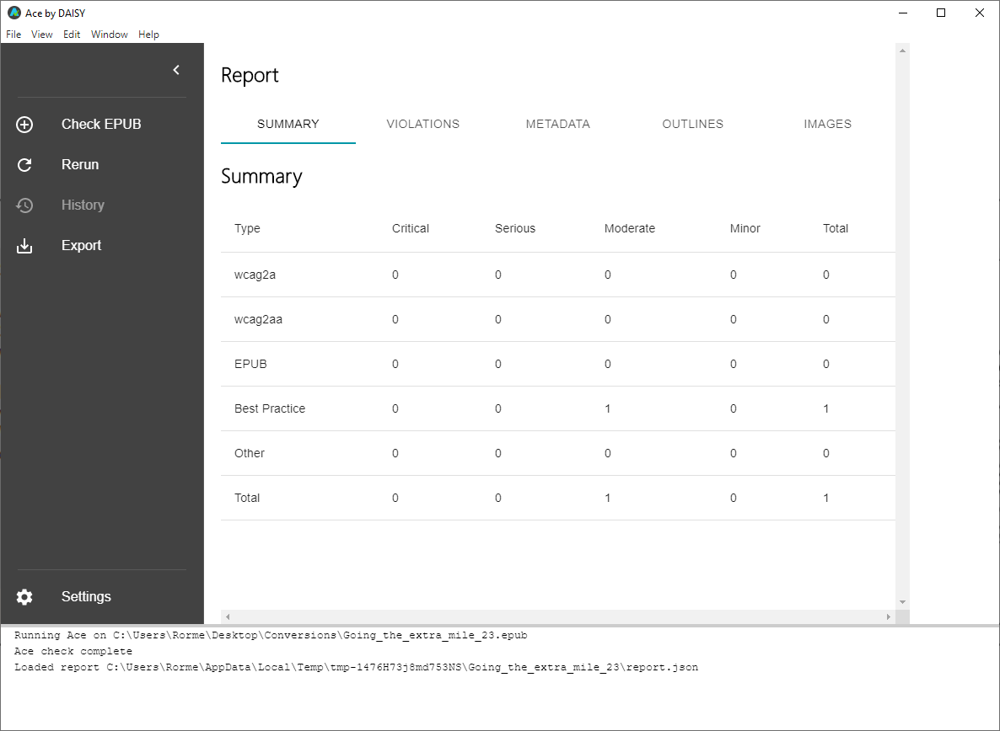 Ace by DAISY
File View Edit Window Help
Check EPUB
Rerun
History
Export
Settings
Report
SUMMARY VIOLATIONS METADATA OUTLINES IMAGES
Summary
Type Critical Serious Moderate Minor Total
wcag2a 0 0 0 0 0
wcag2aa 0 0 0 0 0
EPUB 0 0 0 0 0
Best Practice 0 0 1 0 1
Other 0 0 0 0 0
Total 0 0 1 0 1
Running Ace on C:\Users\Rorme\Desktop\Conversions\Going_the_extra_mile_23.epub
Ace check complete
Loaded report C:\Users\Rorme\AppData\Local\Temp\tmp-1476H73j8md753NS\Going_the_extra_mile_23\report.json